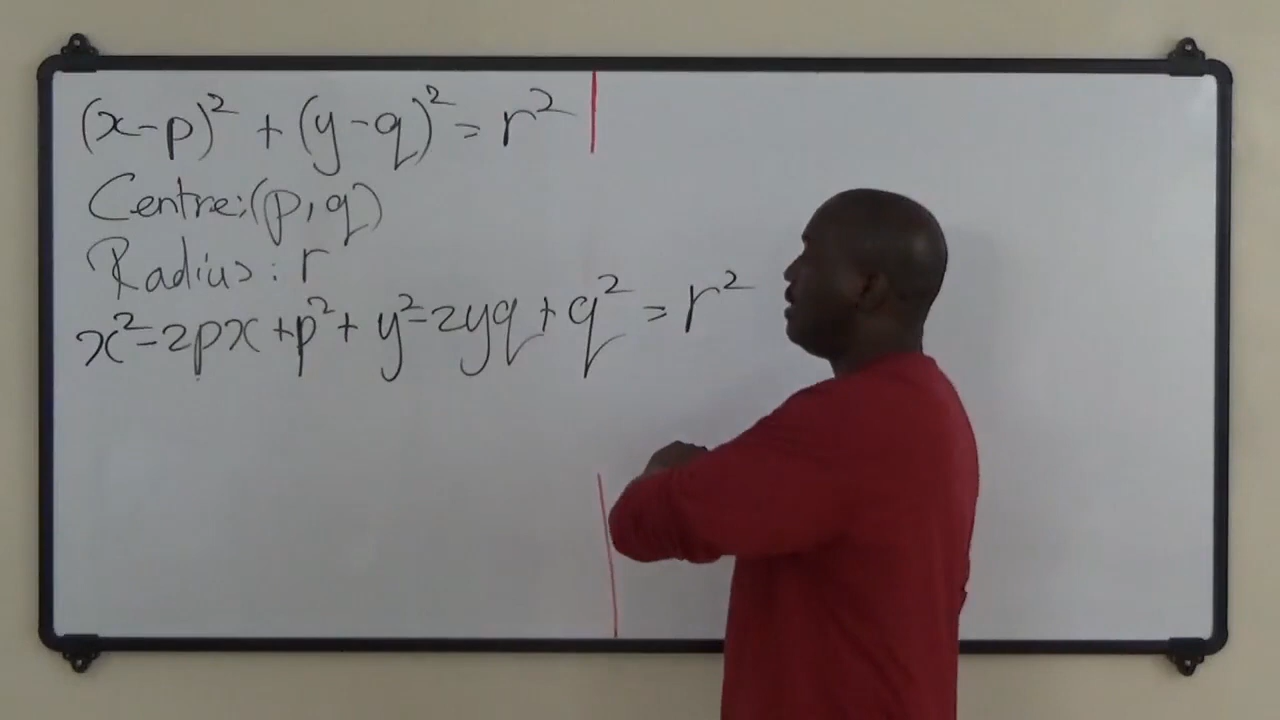 (x-p)² + (y-q)² = r²
Centre:(p,q)
Radius: r
x²-2px+p²+y²-2yq+q² = r²